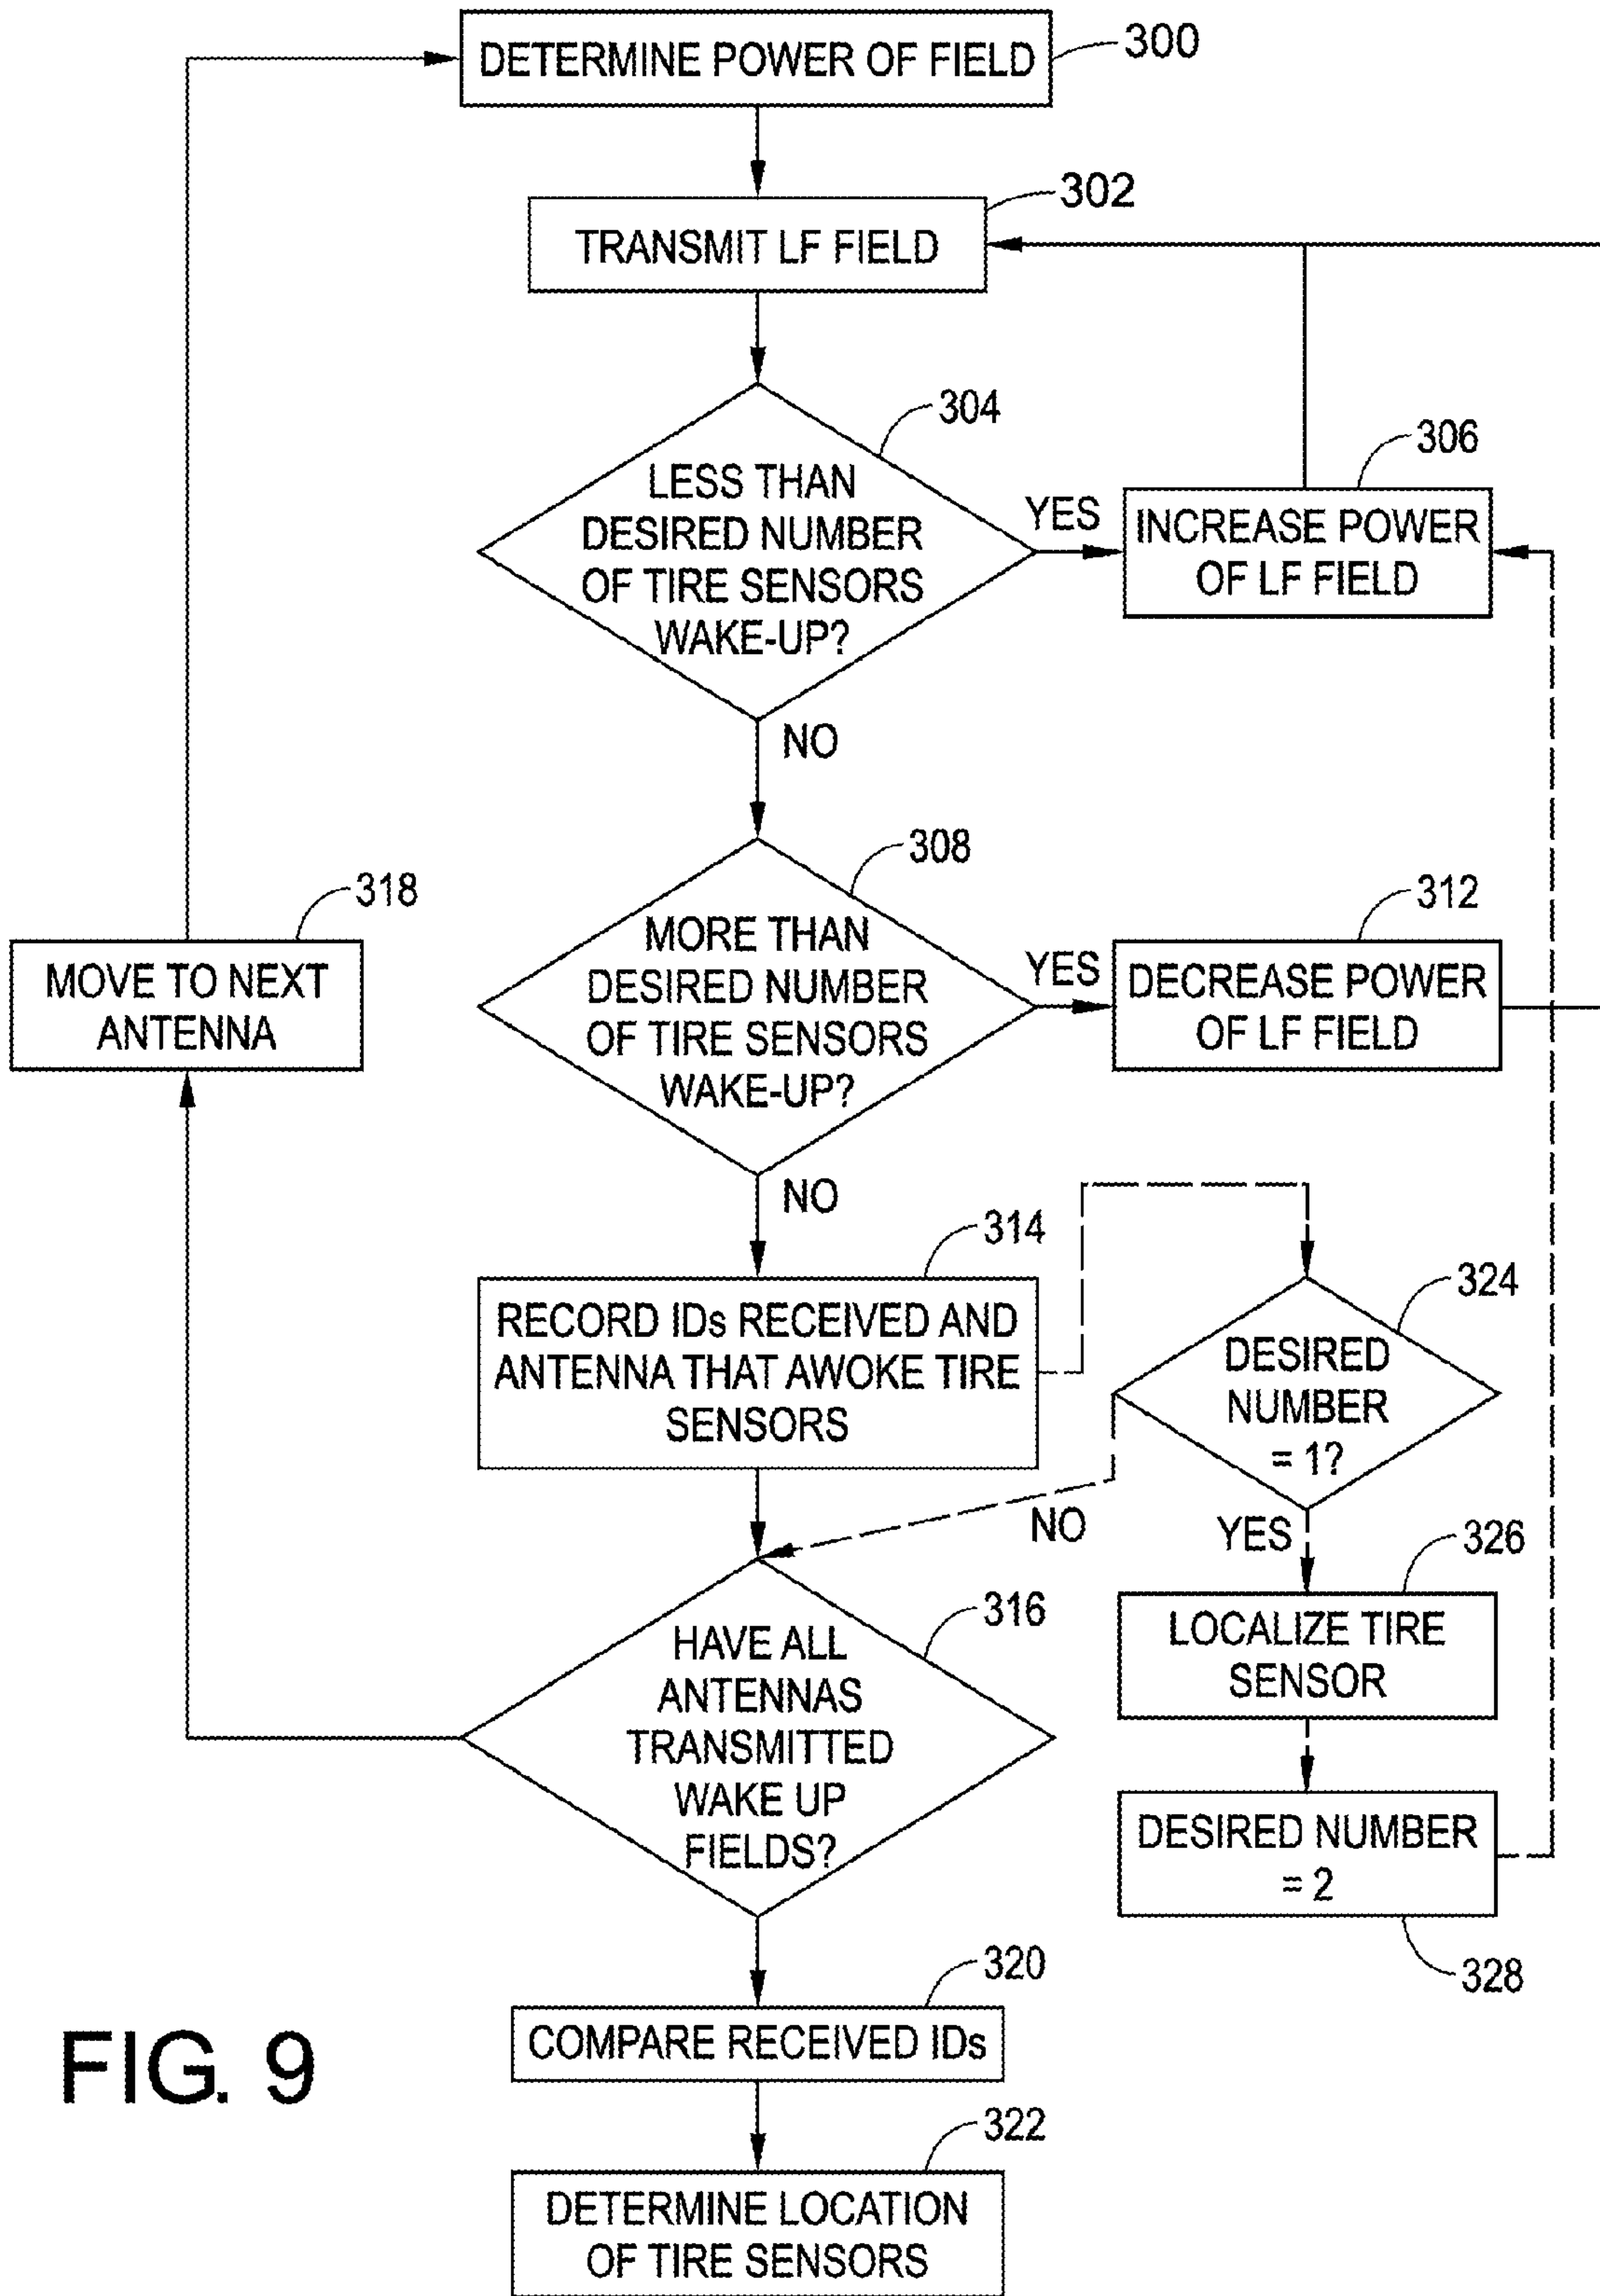 DETERMINE POWER OF FIELD
300
TRANSMIT LF FIELD
302
304
LESS THAN
DESIRED NUMBER
OF TIRE SENSORS
WAKE-UP?
YES
306
INCREASE POWER
OF LF FIELD
NO
308
MORE THAN
DESIRED NUMBER
OF TIRE SENSORS
WAKE-UP?
YES
312
DECREASE POWER
OF LF FIELD
318
MOVE TO NEXT
ANTENNA
NO
314
RECORD IDs RECEIVED AND
ANTENNA THAT AWOKE TIRE
SENSORS
324
DESIRED
NUMBER
= 1?
NO
YES
316
HAVE ALL
ANTENNAS
TRANSMITTED
WAKE UP
FIELDS?
326
LOCALIZE TIRE
SENSOR
DESIRED NUMBER
= 2
328
320
COMPARE RECEIVED IDs
322
DETERMINE LOCATION
OF TIRE SENSORS
FIG. 9